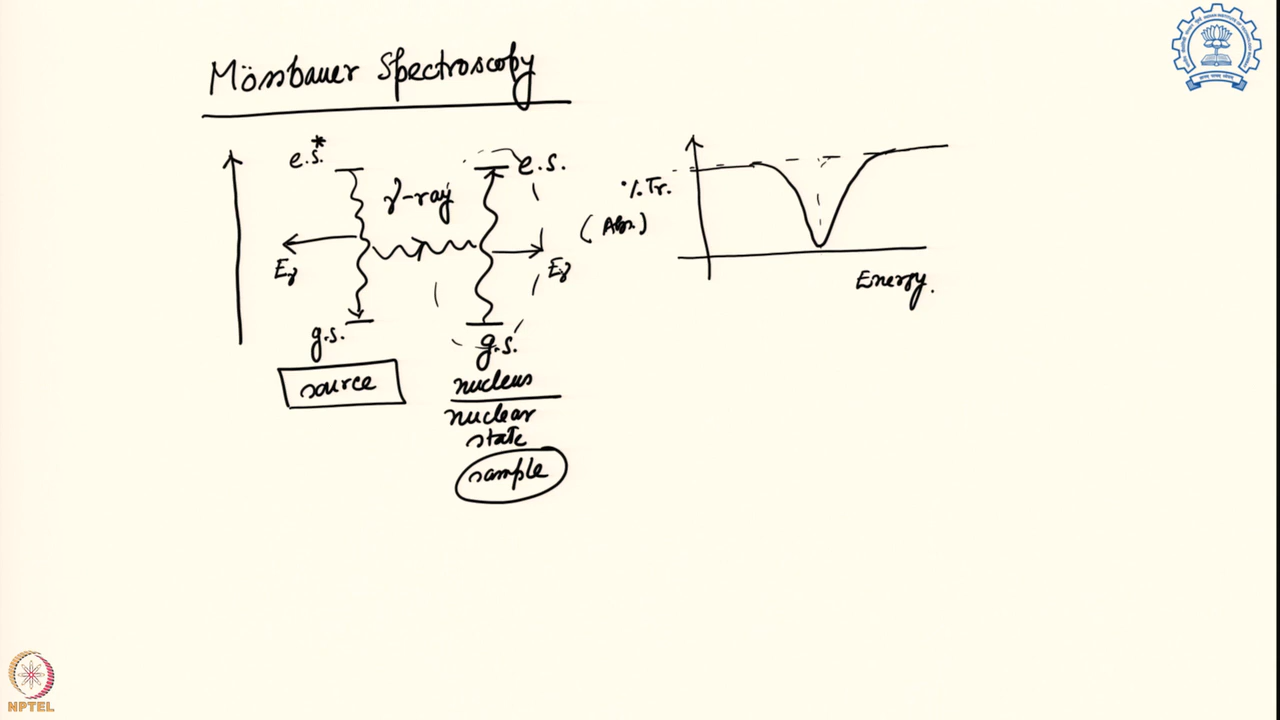 Mössbauer Spectroscopy
e.s.*
e.s.
γ-ray
% Tr.
(Abs.)
Eγ
Eγ
Energy.
g.s.
g.s.
source
nucleus
nuclear
state
sample
NPTEL